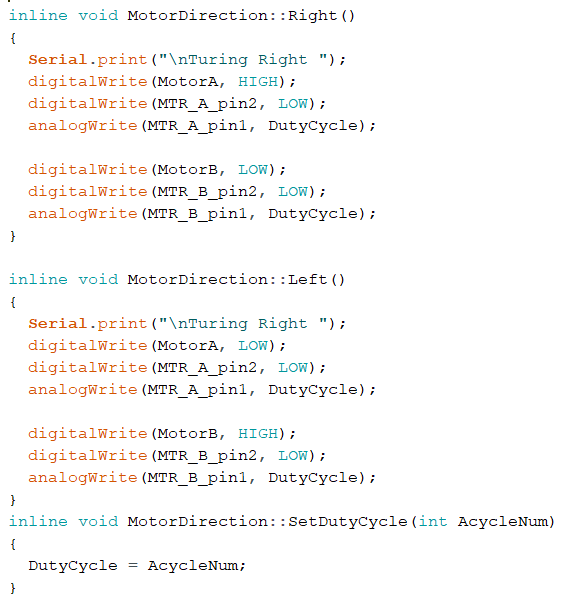 inline void MotorDirection::Right()
{
  Serial.print("\nTuring Right ");
  digitalWrite(MotorA, HIGH);
  digitalWrite(MTR_A_pin2, LOW);
  analogWrite(MTR_A_pin1, DutyCycle);

  digitalWrite(MotorB, LOW);
  digitalWrite(MTR_B_pin2, LOW);
  analogWrite(MTR_B_pin1, DutyCycle);
}

inline void MotorDirection::Left()
{
  Serial.print("\nTuring Right ");
  digitalWrite(MotorA, LOW);
  digitalWrite(MTR_A_pin2, LOW);
  analogWrite(MTR_A_pin1, DutyCycle);

  digitalWrite(MotorB, HIGH);
  digitalWrite(MTR_B_pin2, LOW);
  analogWrite(MTR_B_pin1, DutyCycle);
}
inline void MotorDirection::SetDutyCycle(int AcycleNum)
{
  DutyCycle = AcycleNum;
}